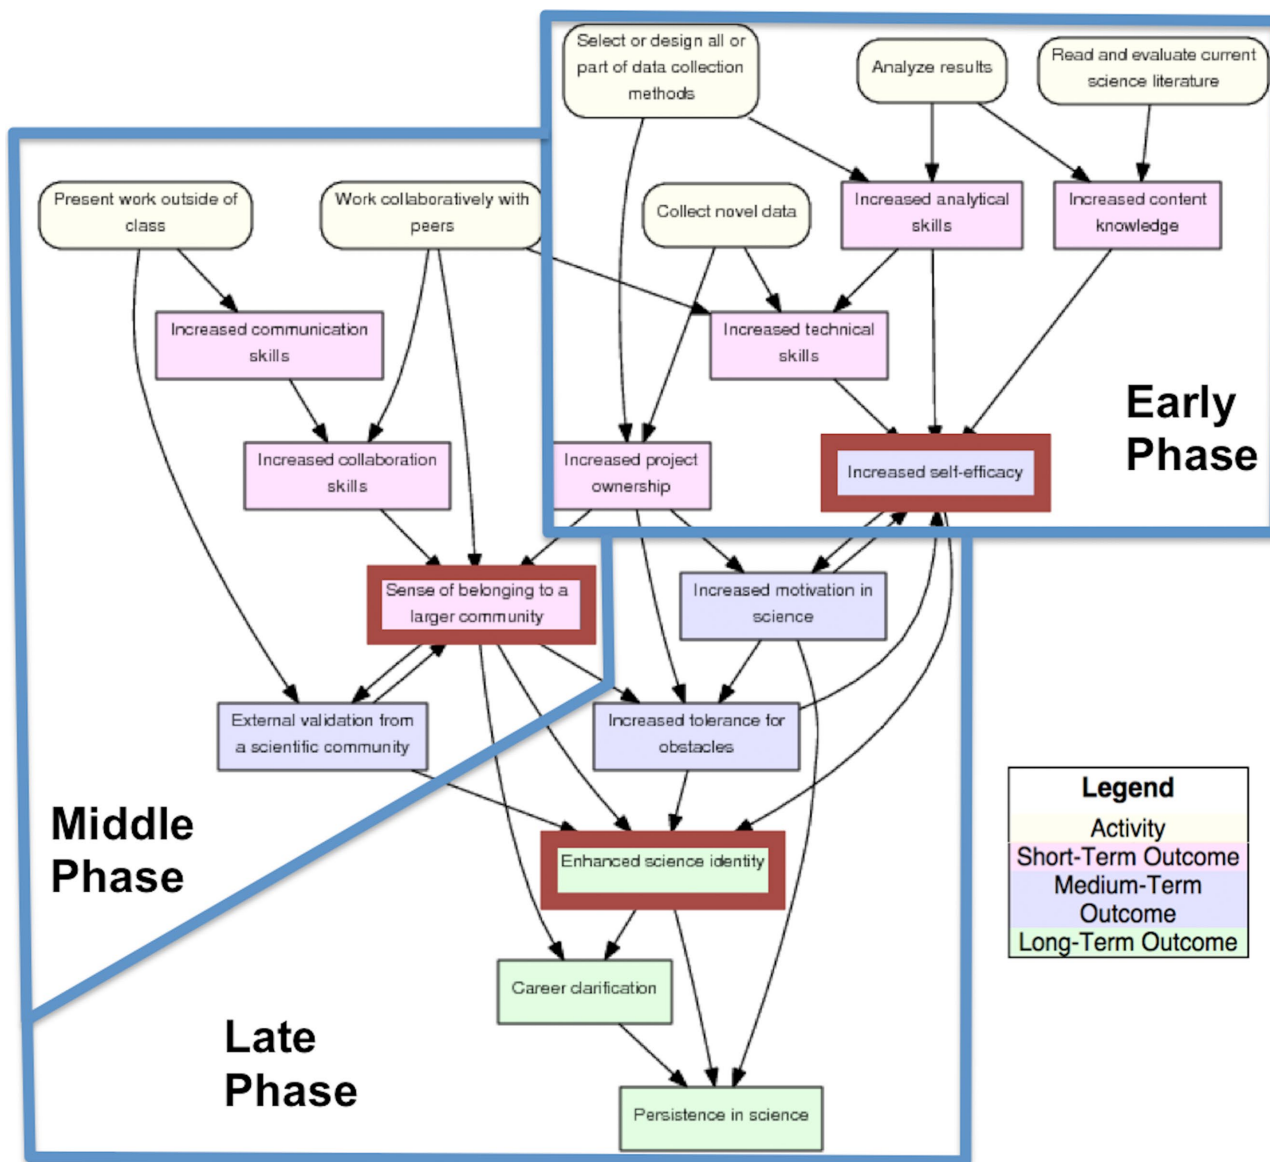 Select or design all or
part of data collection
methods
Analyze results
Read and evaluate current
science literature
Present work outside of
class
Work collaboratively with
peers
Collect novel data
Increased analytical
skills
Increased content
knowledge
Increased communication
skills
Increased technical
skills
Early
Phase
Increased collaboration
skills
Increased project
ownership
Increased self-efficacy
Sense of belonging to a
larger community
Increased motivation in
science
External validation from
a scientific community
Increased tolerance for
obstacles
Middle
Phase
Enhanced science identity
Legend
Activity
Short-Term Outcome
Medium-Term
Outcome
Long-Term Outcome
Career clarification
Late
Phase
Persistence in science